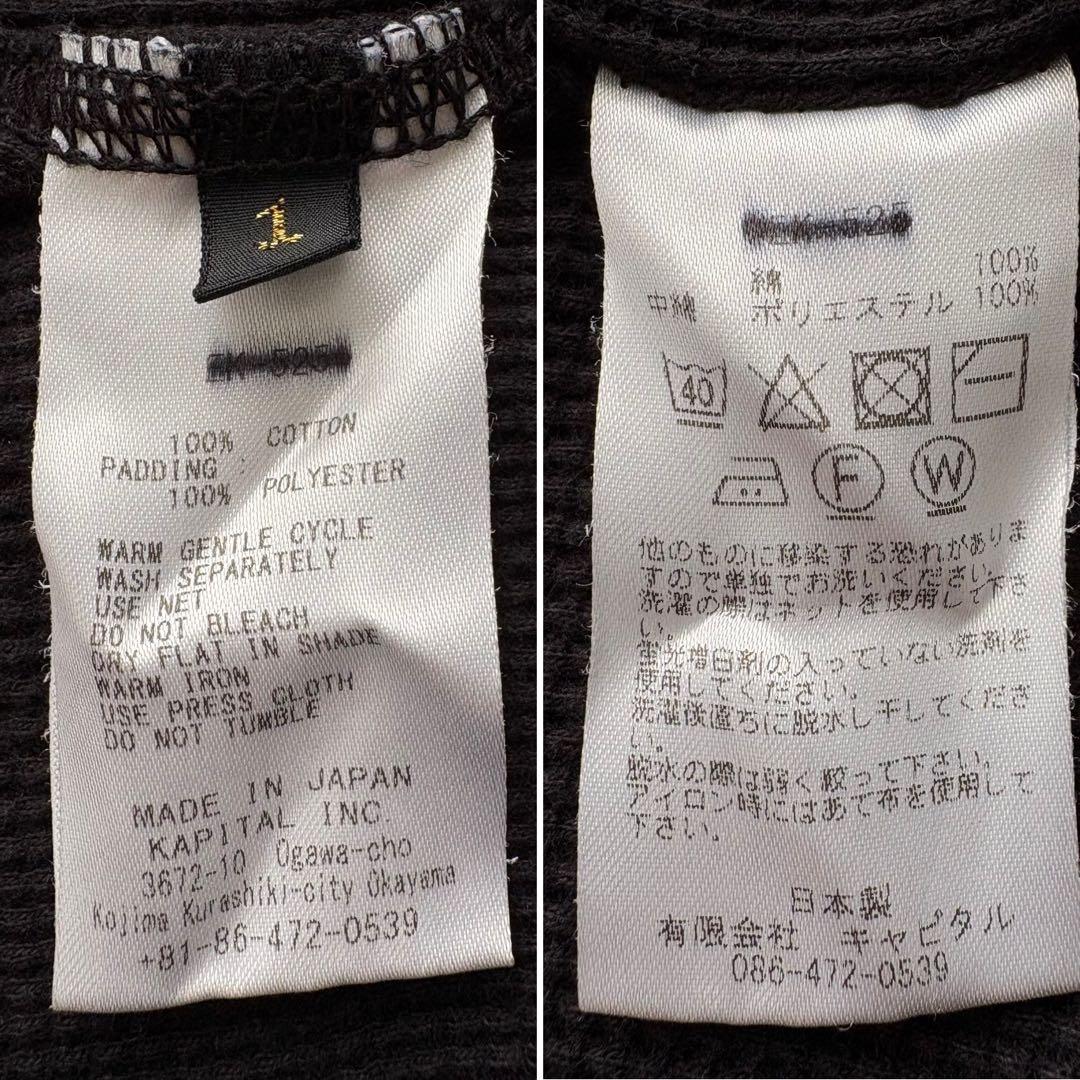 1
100% COTTON
PADDING :
100% POLYESTER
WARM GENTLE CYCLE
WASH SEPARATELY
USE NET
DO NOT BLEACH
DRY FLAT IN SHADE
WARM IRON
USE PRESS CLOTH
DO NOT TUMBLE
MADE IN JAPAN
KAPITAL INC.
3672-10 Ogawa-cho
Kojima Kurashiki-city Okayama
+81-86-472-0539
EK-525
綿 100%
中綿 ポリエステル 100%
40
F W
他のものに移染する恐れがありま
すので単独でお洗いください。
洗濯の際はネットを使用して下さ
い。
蛍光増白剤の入っていない洗剤を
使用してください。
洗濯後直ちに脱水し干してくださ
い。
脱水の際は弱く絞って下さい。
アイロン時にはあて布を使用して
下さい。
日本製
有限会社 キャピタル
086-472-0539